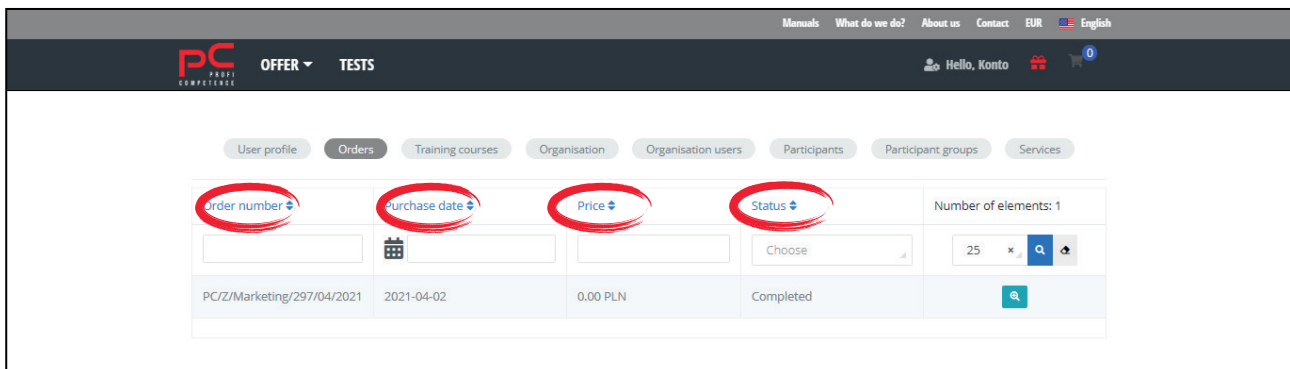 Manuals What do we do? About us Contact EUR English
PC PROFI COMPETENCE OFFER TESTS Hello, Konto 0
User profile Orders Training courses Organisation Organisation users Participants Participant groups Services
Order number Purchase date Price Status Number of elements: 1
Choose 25 ×
PC/Z/Marketing/297/04/2021 2021-04-02 0.00 PLN Completed